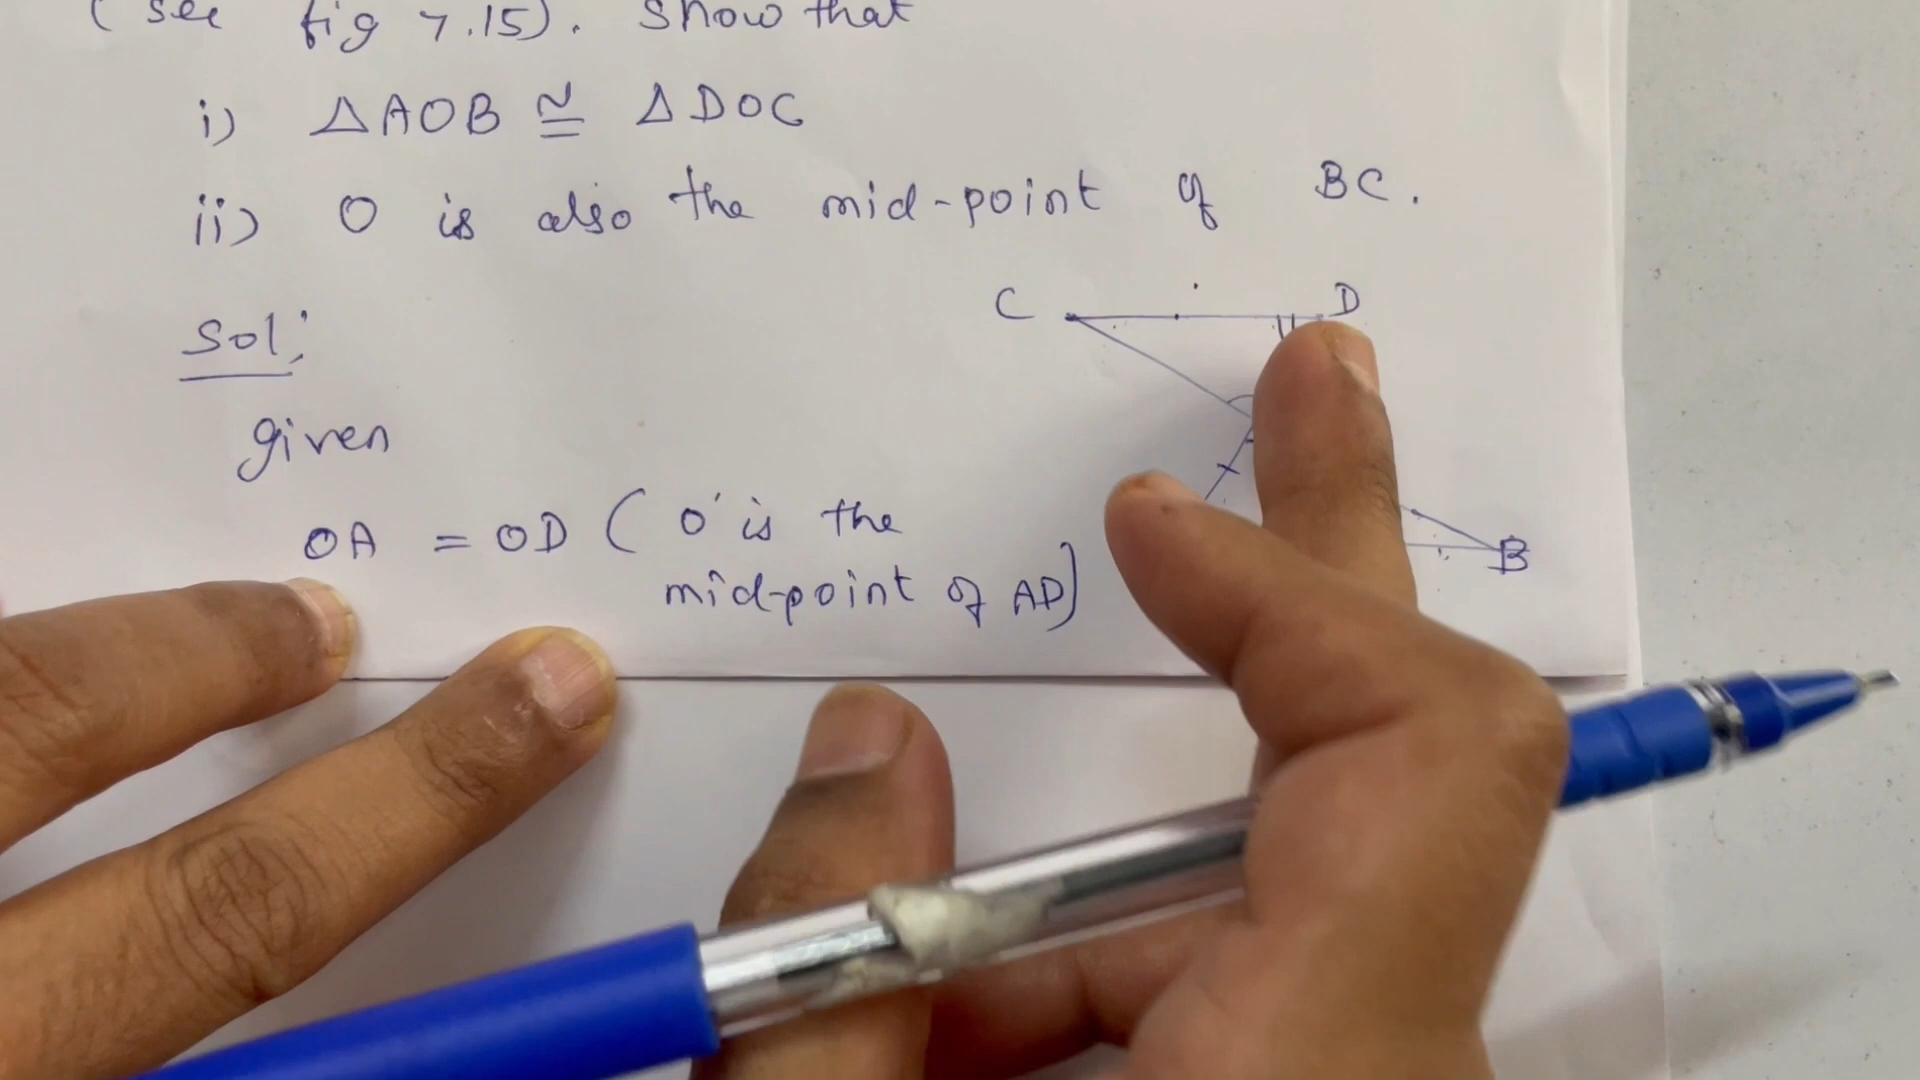 (see fig 7.15). Show that
i) △AOB ≅ △DOC
ii) O is also the mid-point of BC.
Sol:
C D
given
OA = OD ( O is the
B
mid-point of AD)